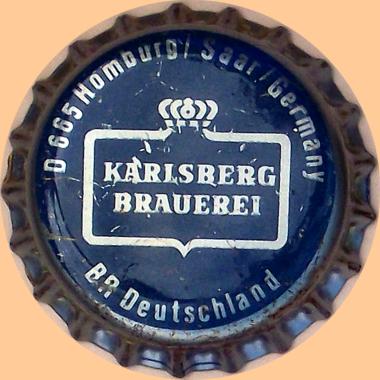 D 665 Homburg/Saar/Germany
KARLSBERG
BRAUEREI
BR Deutschland